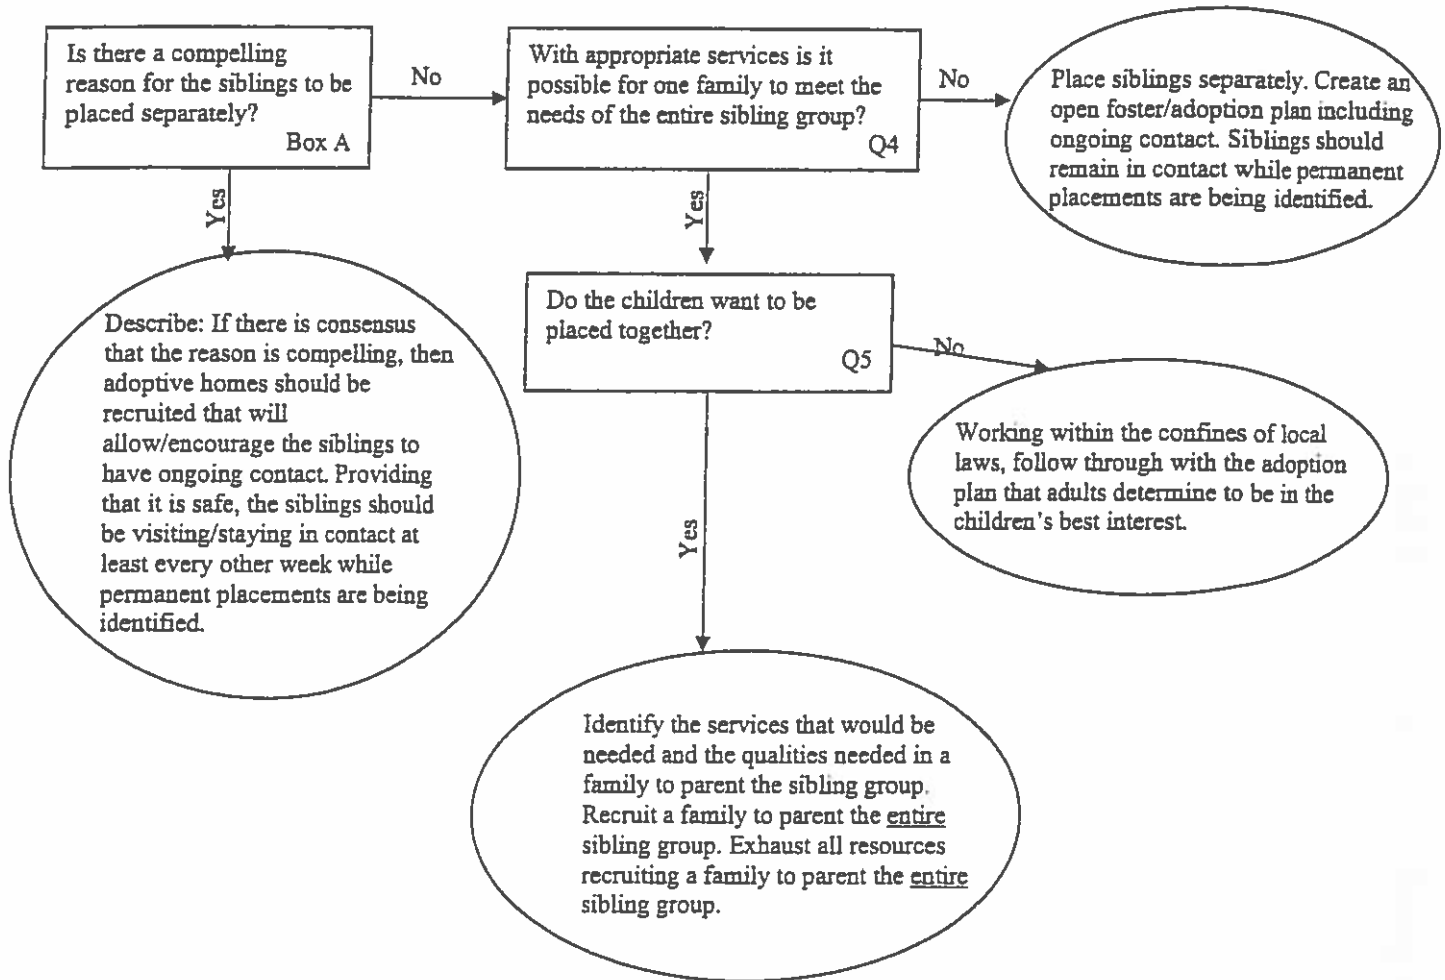 Is there a compelling
reason for the siblings to be
placed separately?
Box A
No
With appropriate services is it
possible for one family to meet the
needs of the entire sibling group?
Q4
No
Place siblings separately. Create an
open foster/adoption plan including
ongoing contact. Siblings should
remain in contact while permanent
placements are being identified.
Yes
Yes
Describe: If there is consensus
that the reason is compelling, then
adoptive homes should be
recruited that will
allow/encourage the siblings to
have ongoing contact. Providing
that it is safe, the siblings should
be visiting/staying in contact at
least every other week while
permanent placements are being
identified.
Do the children want to be
placed together?
Q5
No
Working within the confines of local
laws, follow through with the adoption
plan that adults determine to be in the
children's best interest.
Yes
Identify the services that would be
needed and the qualities needed in a
family to parent the sibling group.
Recruit a family to parent the entire
sibling group. Exhaust all resources
recruiting a family to parent the entire
sibling group.